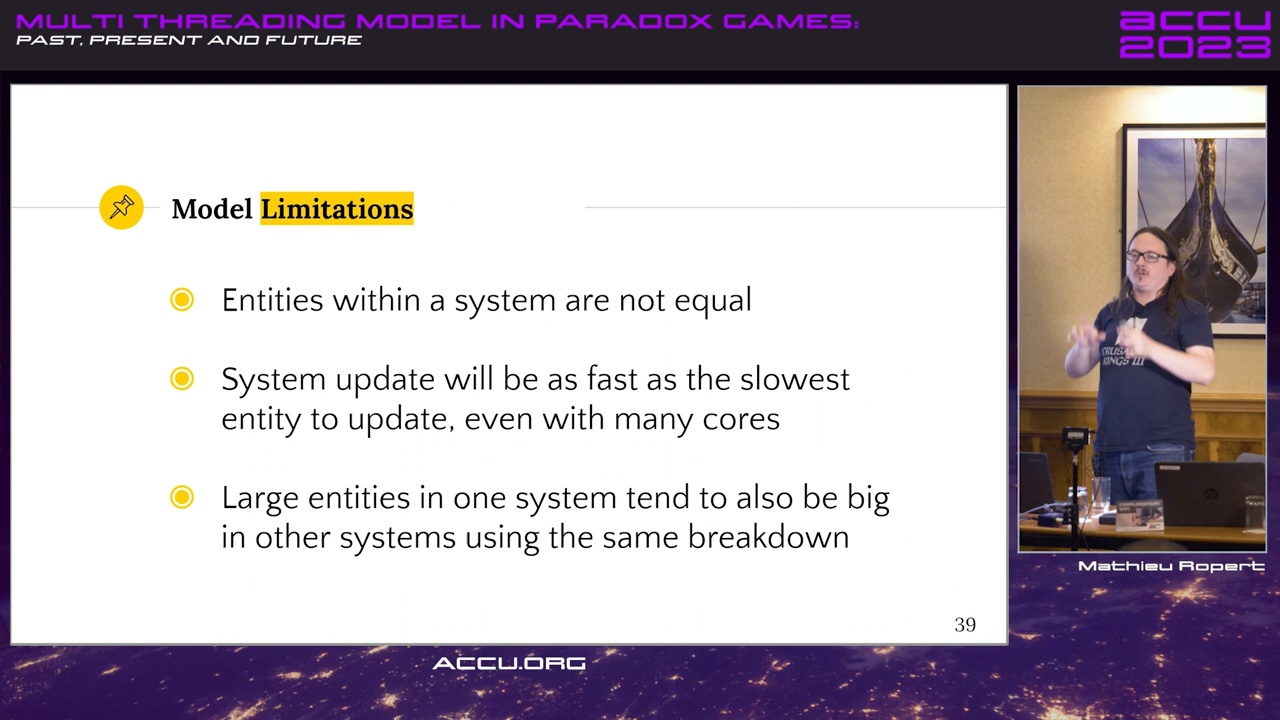 MULTI THREADING MODEL IN PARADOX GAMES:
PAST, PRESENT AND FUTURE
ACCU
2023
Model Limitations
Entities within a system are not equal
System update will be as fast as the slowest
entity to update, even with many cores
Large entities in one system tend to also be big
in other systems using the same breakdown
39
CRUSADER
KINGS III
Mathieu Ropert
ACCU.ORG